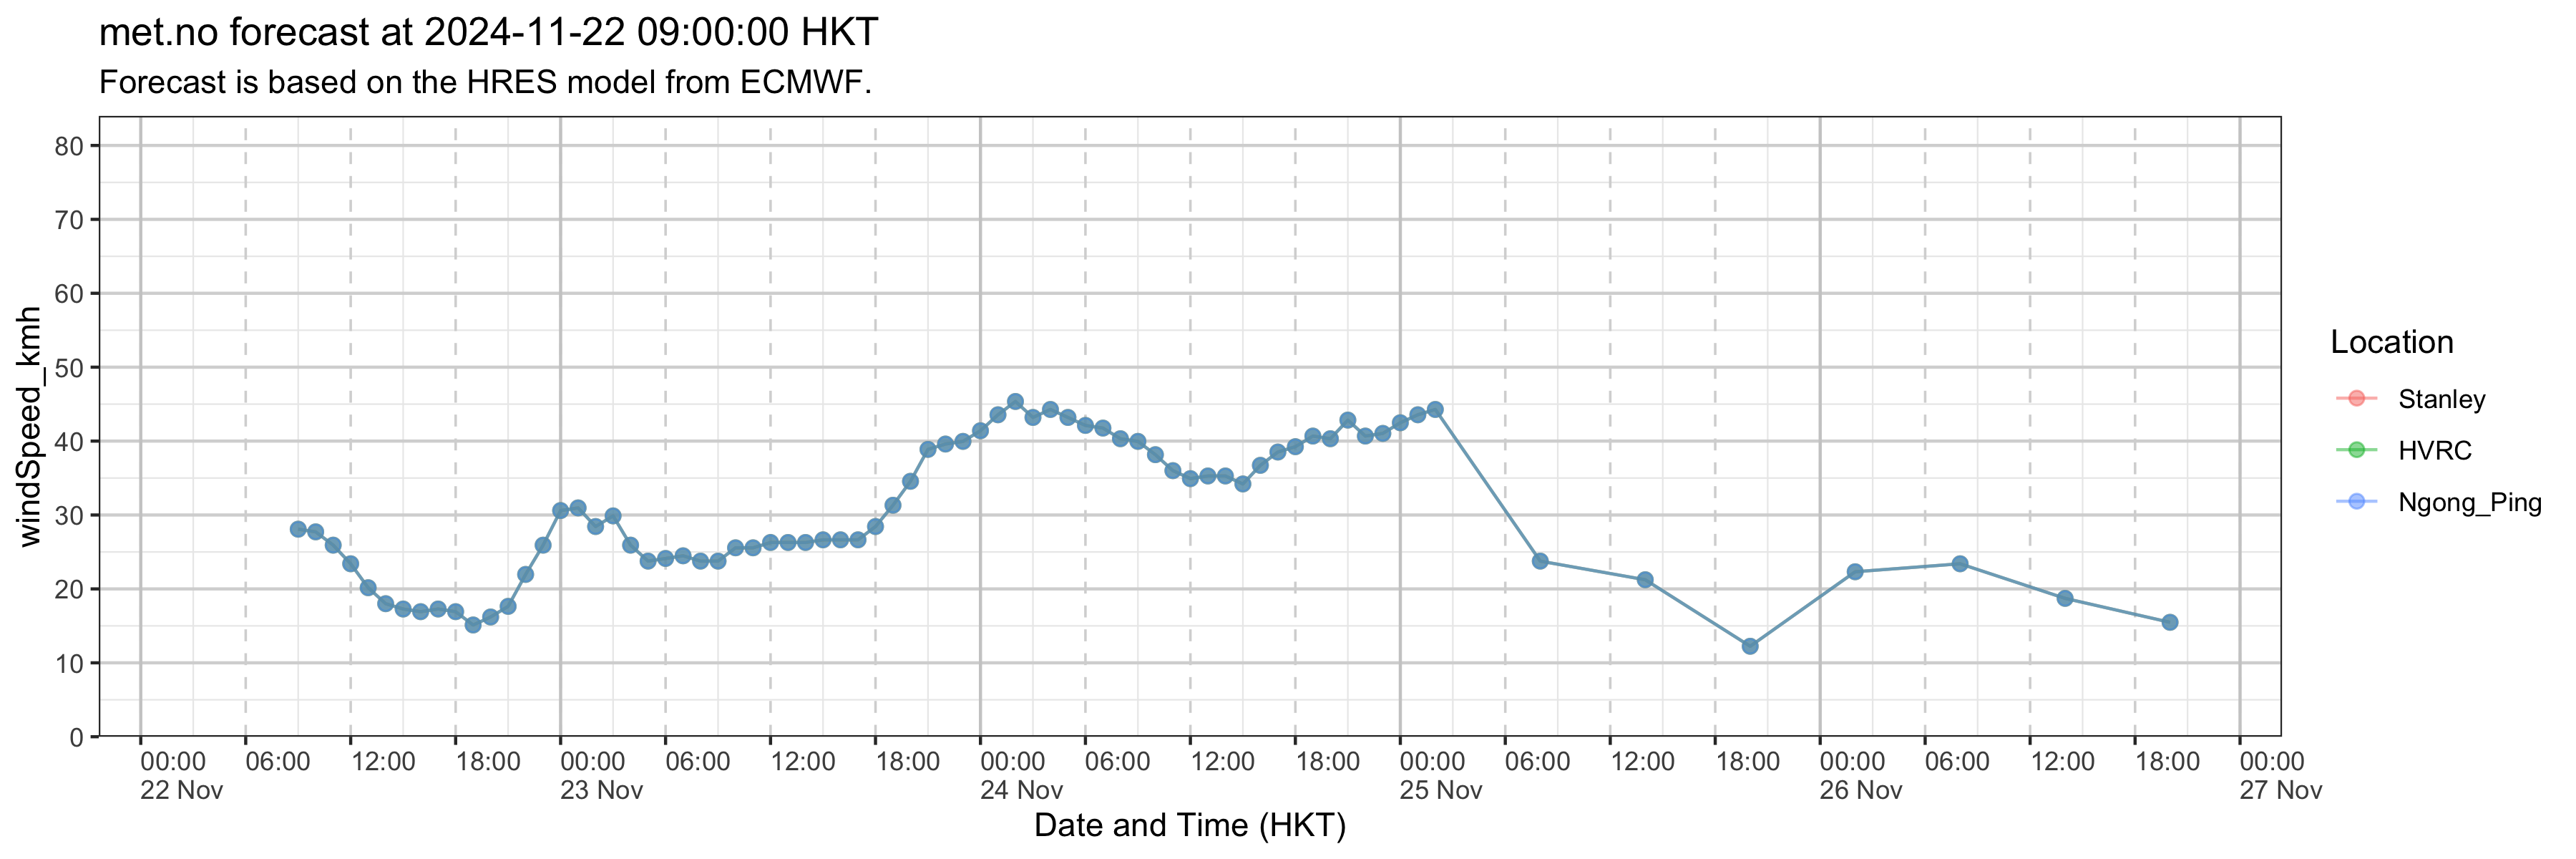 met.no forecast at 2024-11-22 09:00:00 HKT
Forecast is based on the HRES model from ECMWF.
windSpeed_kmh
80
70
60
50
40
30
20
10
0
00:00 06:00 12:00 18:00 00:00 06:00 12:00 18:00 00:00 06:00 12:00 18:00 00:00 06:00 12:00 18:00 00:00 06:00 12:00 18:00 00:00
22 Nov 23 Nov 24 Nov 25 Nov 26 Nov 27 Nov
Date and Time (HKT)
Location
Stanley
HVRC
Ngong_Ping